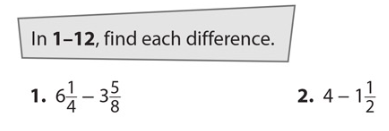 In 1–12, find each difference.
1. 6 1/4 – 3 5/8
2. 4 – 1 1/2